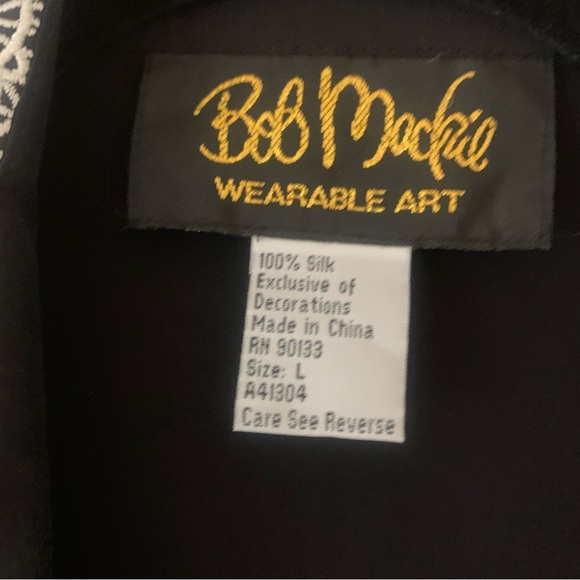 Bob Mackie
WEARABLE ART
100% Silk
Exclusive of
Decorations
Made in China
RN 90133
Size: L
A41304
Care See Reverse